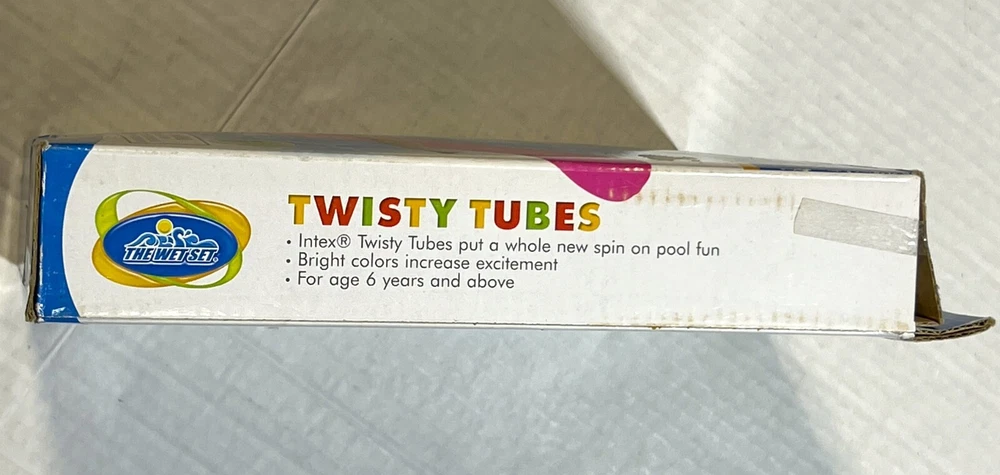 THE WET SET.
TWISTY TUBES
• Intex® Twisty Tubes put a whole new spin on pool fun
• Bright colors increase excitement
• For age 6 years and above